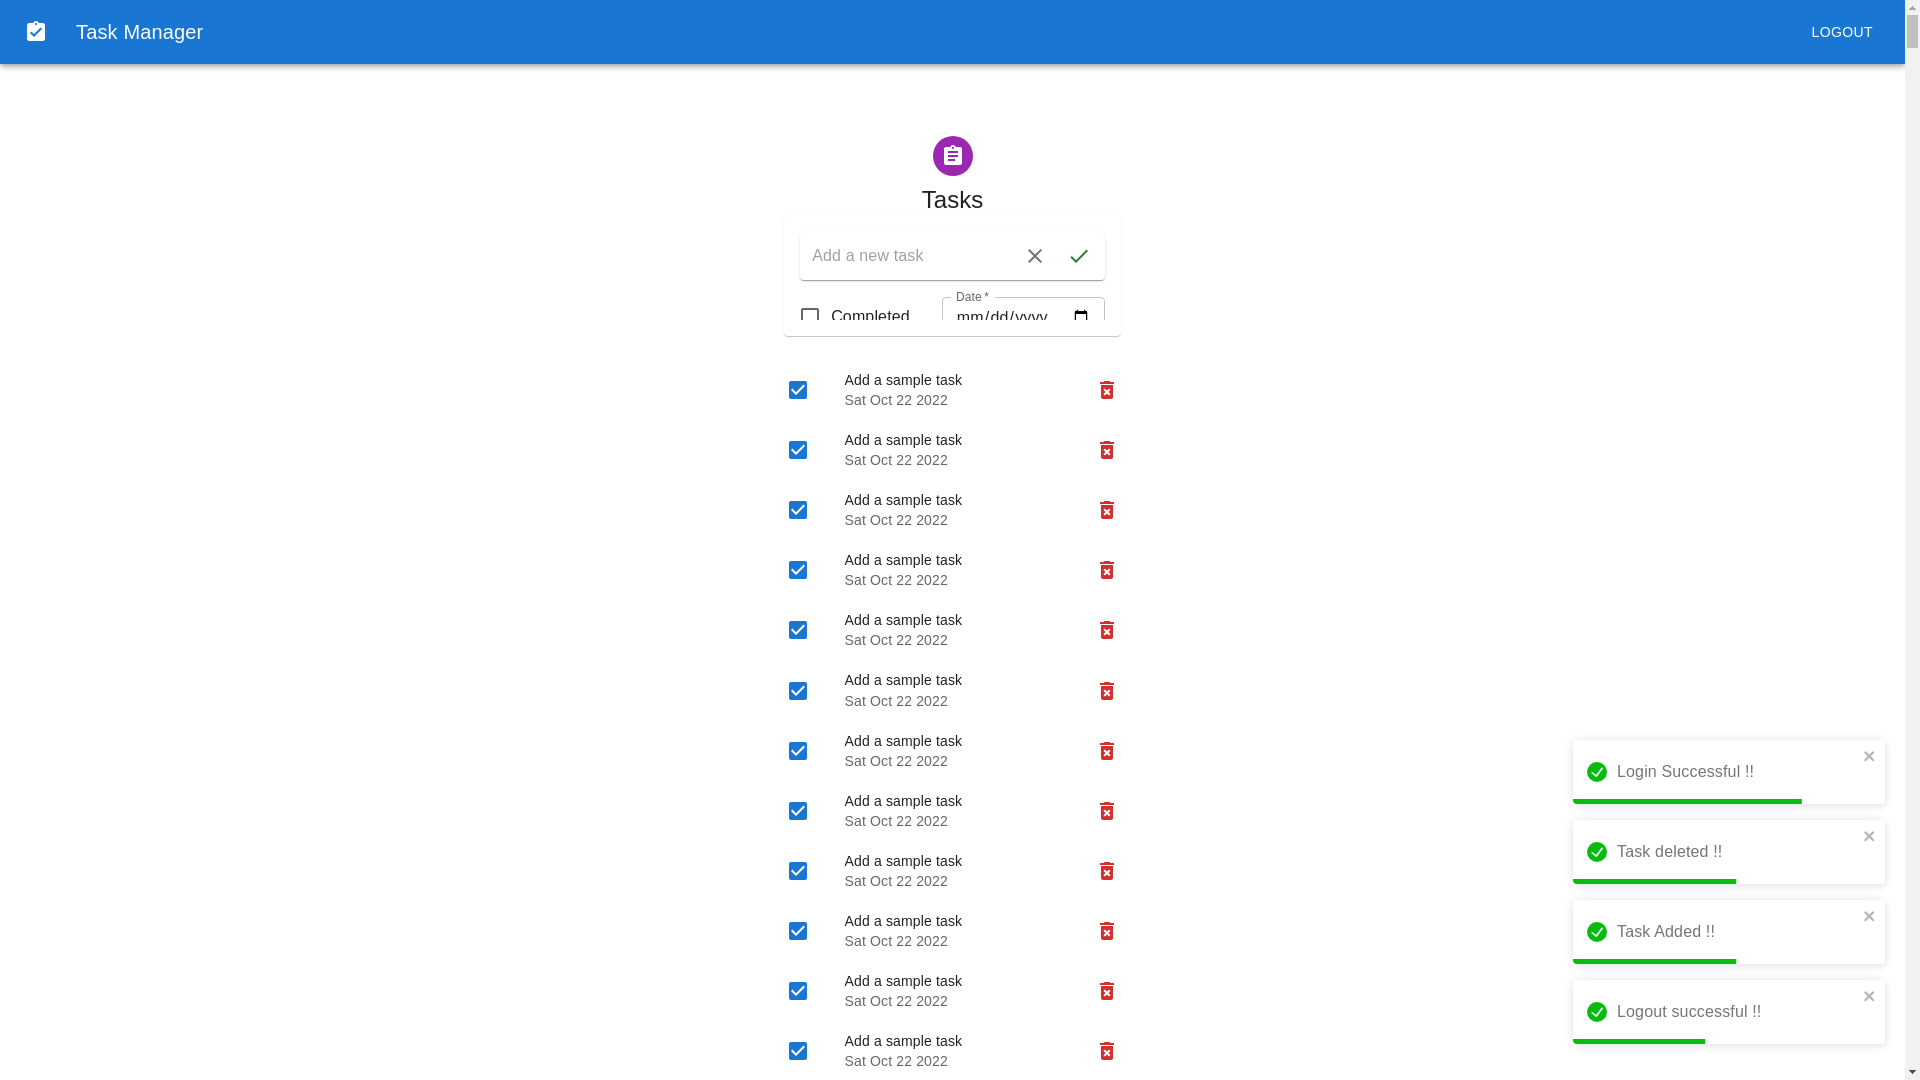 Task Manager
LOGOUT
Tasks
Add a new task
Date *
Completed
mm/dd/yyyy
Add a sample task
Sat Oct 22 2022
Add a sample task
Sat Oct 22 2022
Add a sample task
Sat Oct 22 2022
Add a sample task
Sat Oct 22 2022
Add a sample task
Sat Oct 22 2022
Add a sample task
Sat Oct 22 2022
Add a sample task
Sat Oct 22 2022
Add a sample task
Sat Oct 22 2022
Add a sample task
Sat Oct 22 2022
Add a sample task
Sat Oct 22 2022
Add a sample task
Sat Oct 22 2022
Add a sample task
Sat Oct 22 2022
Login Successful !!
Task deleted !!
Task Added !!
Logout successful !!